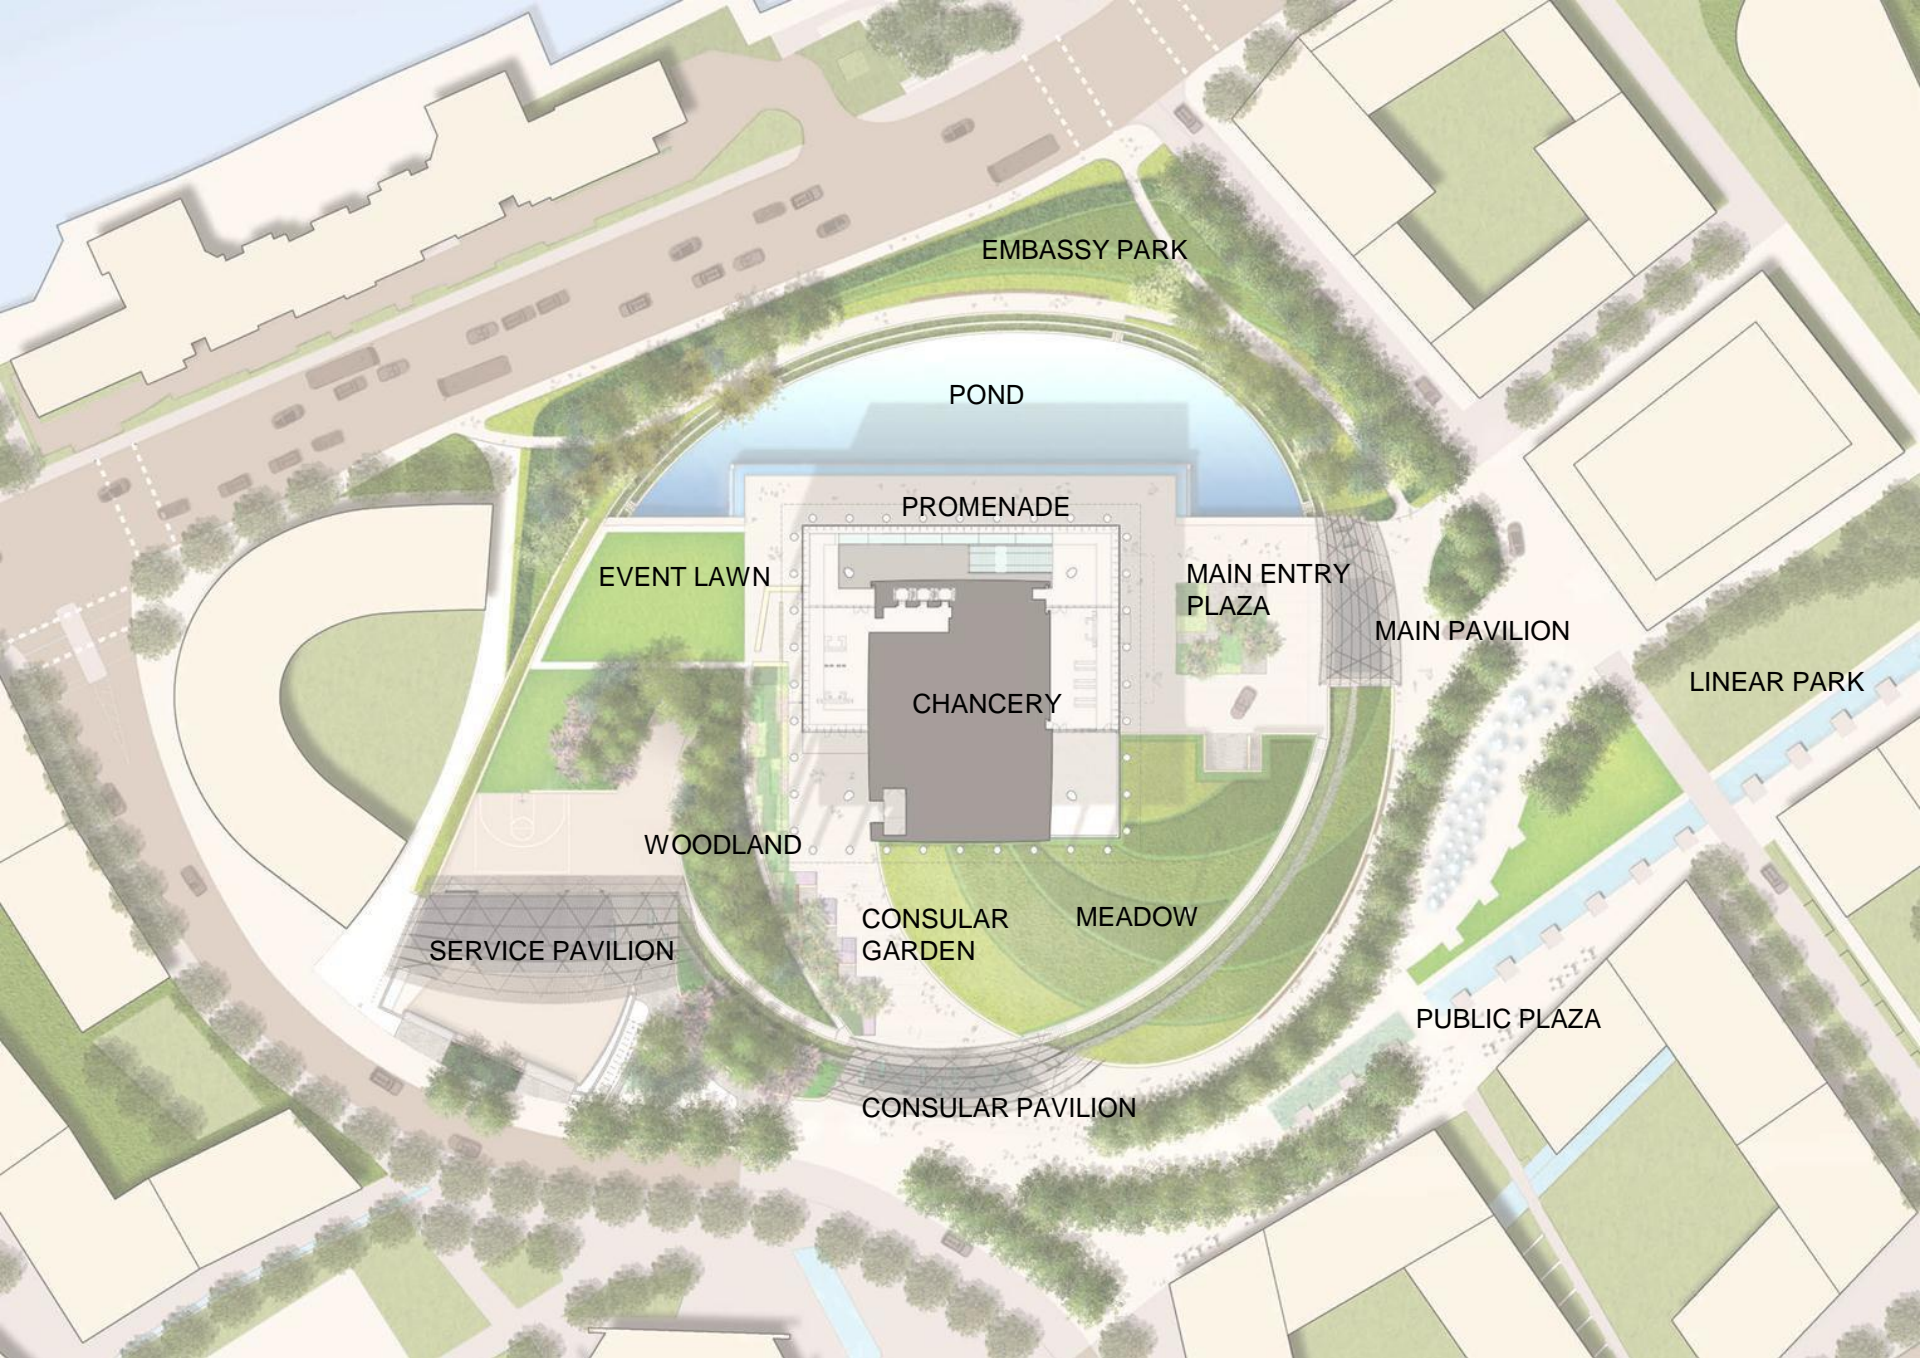 EMBASSY PARK
POND
PROMENADE
EVENT LAWN
MAIN ENTRY
PLAZA
MAIN PAVILION
LINEAR PARK
CHANCERY
WOODLAND
CONSULAR
GARDEN
MEADOW
SERVICE PAVILION
PUBLIC PLAZA
CONSULAR PAVILION